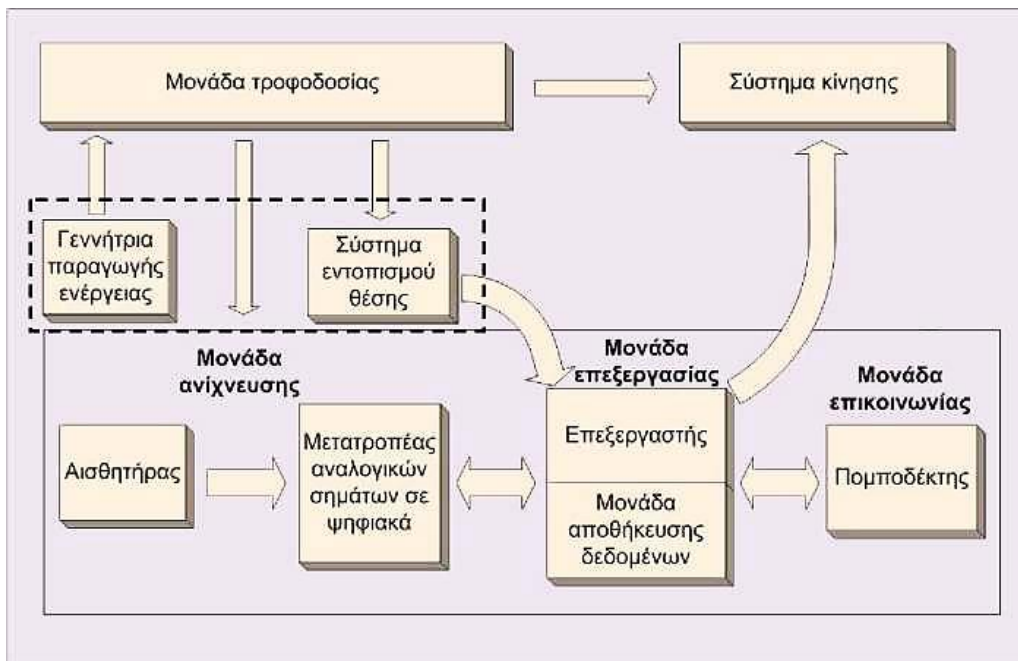 Μονάδα τροφοδοσίας
Σύστημα κίνησης
Γεννήτρια
παραγωγής
ενέργειας
Σύστημα
εντοπισμού
θέσης
Μονάδα
ανίχνευσης
Μονάδα
επεξεργασίας
Μονάδα
επικοινωνίας
Αισθητήρας
Μετατροπέας
αναλογικών
σημάτων σε
ψηφιακά
Επεξεργαστής
Μονάδα
αποθήκευσης
δεδομένων
Πομποδέκτης